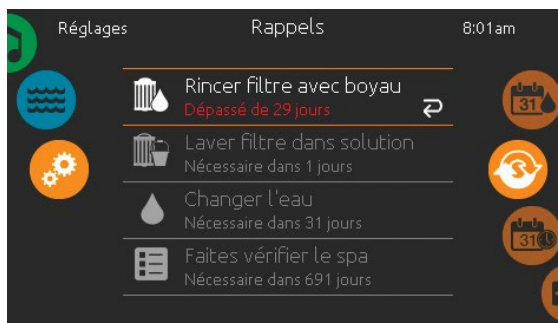 Réglages
Rappels
8:01am
Rincer filtre avec boyau
Dépassé de 29 jours
31
Laver filtre dans solution
Nécessaire dans 1 jours
Changer l'eau
Nécessaire dans 31 jours
31
Faites vérifier le spa
Nécessaire dans 691 jours